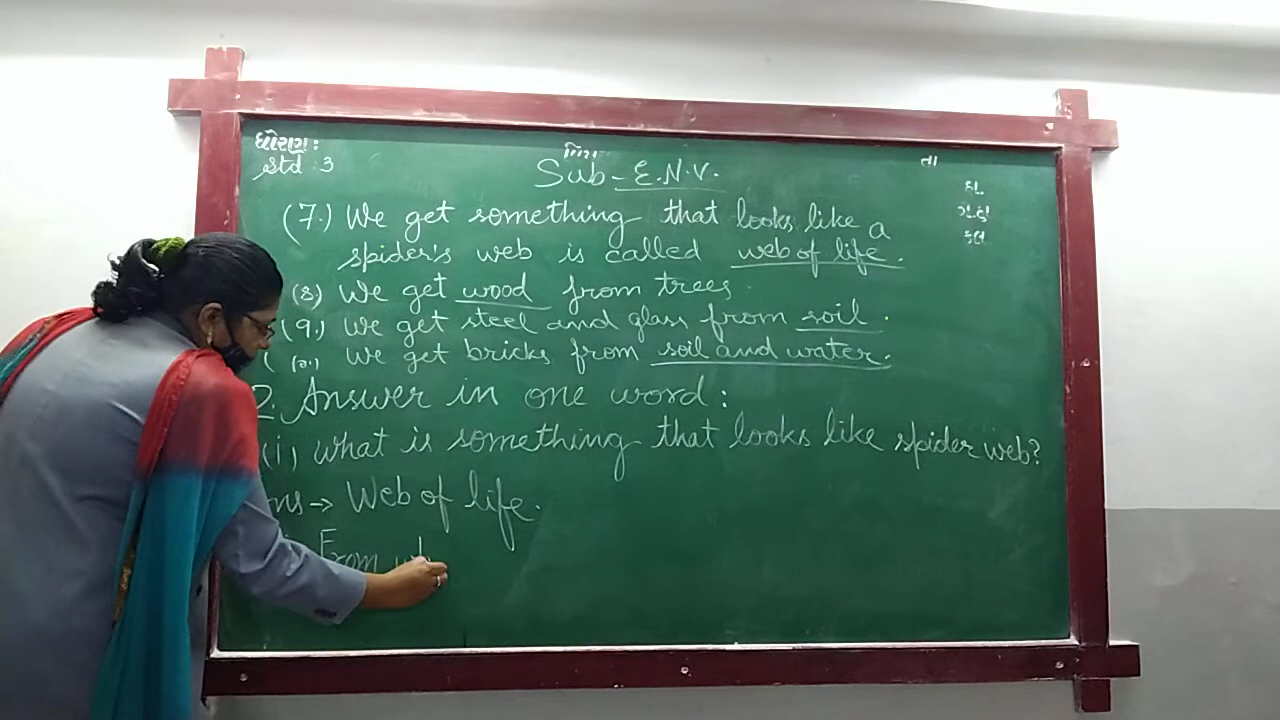 ધોરણ:
std : 3
Sub-E.N.V.
તા
(7.) We get something that looks like a
spider's web is called web of life.
(8.) We get wood from trees.
(9.) We get steel and glass from soil.
(10.) We get bricks from soil and water.
2. Answer in one word:
(i) What is something that looks like spider web?
ns → Web of life.
From wh